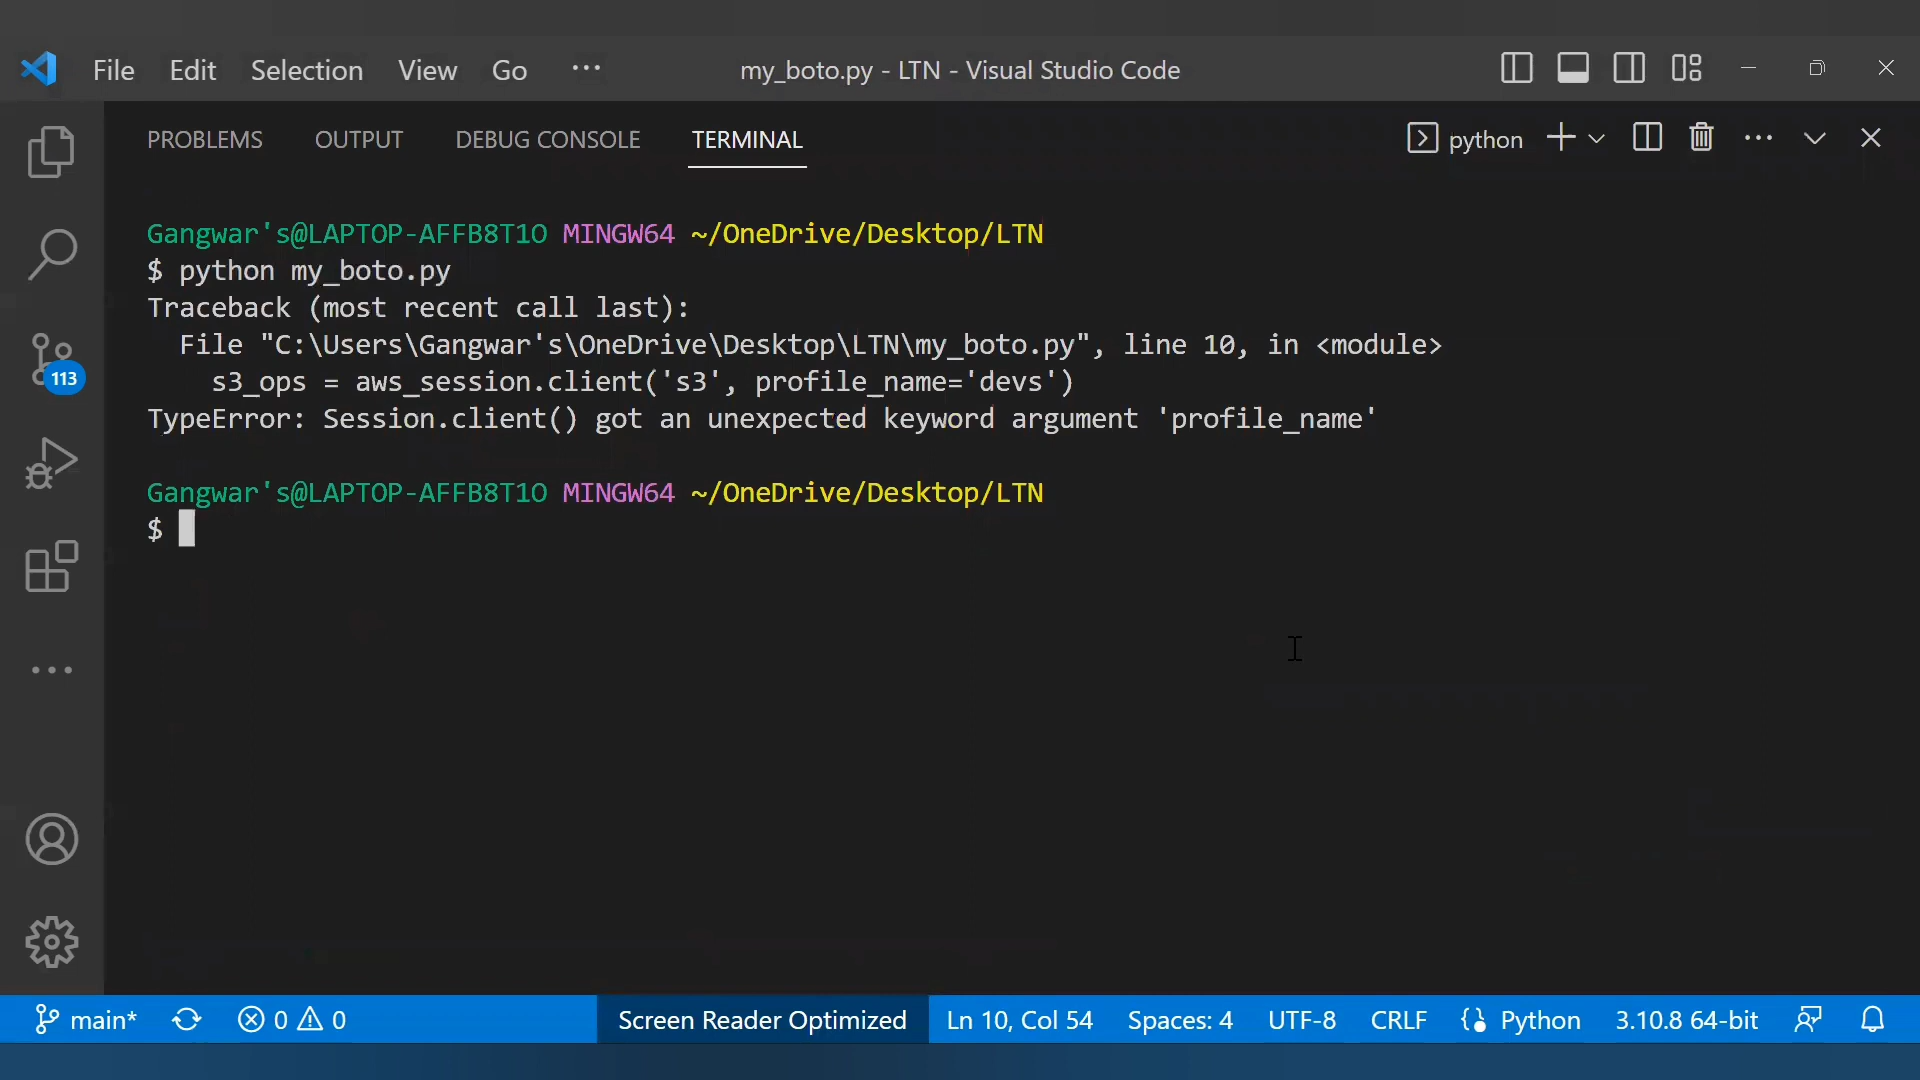 File Edit Selection View Go ··· my_boto.py - LTN - Visual Studio Code
PROBLEMS OUTPUT DEBUG CONSOLE TERMINAL python
Gangwar's@LAPTOP-AFFB8T1O MINGW64 ~/OneDrive/Desktop/LTN
$ python my_boto.py
Traceback (most recent call last):
  File "C:\Users\Gangwar's\OneDrive\Desktop\LTN\my_boto.py", line 10, in <module>
    s3_ops = aws_session.client('s3', profile_name='devs')
TypeError: Session.client() got an unexpected keyword argument 'profile_name'
Gangwar's@LAPTOP-AFFB8T1O MINGW64 ~/OneDrive/Desktop/LTN
$
113
main* 0 0 Screen Reader Optimized Ln 10, Col 54 Spaces: 4 UTF-8 CRLF Python 3.10.8 64-bit